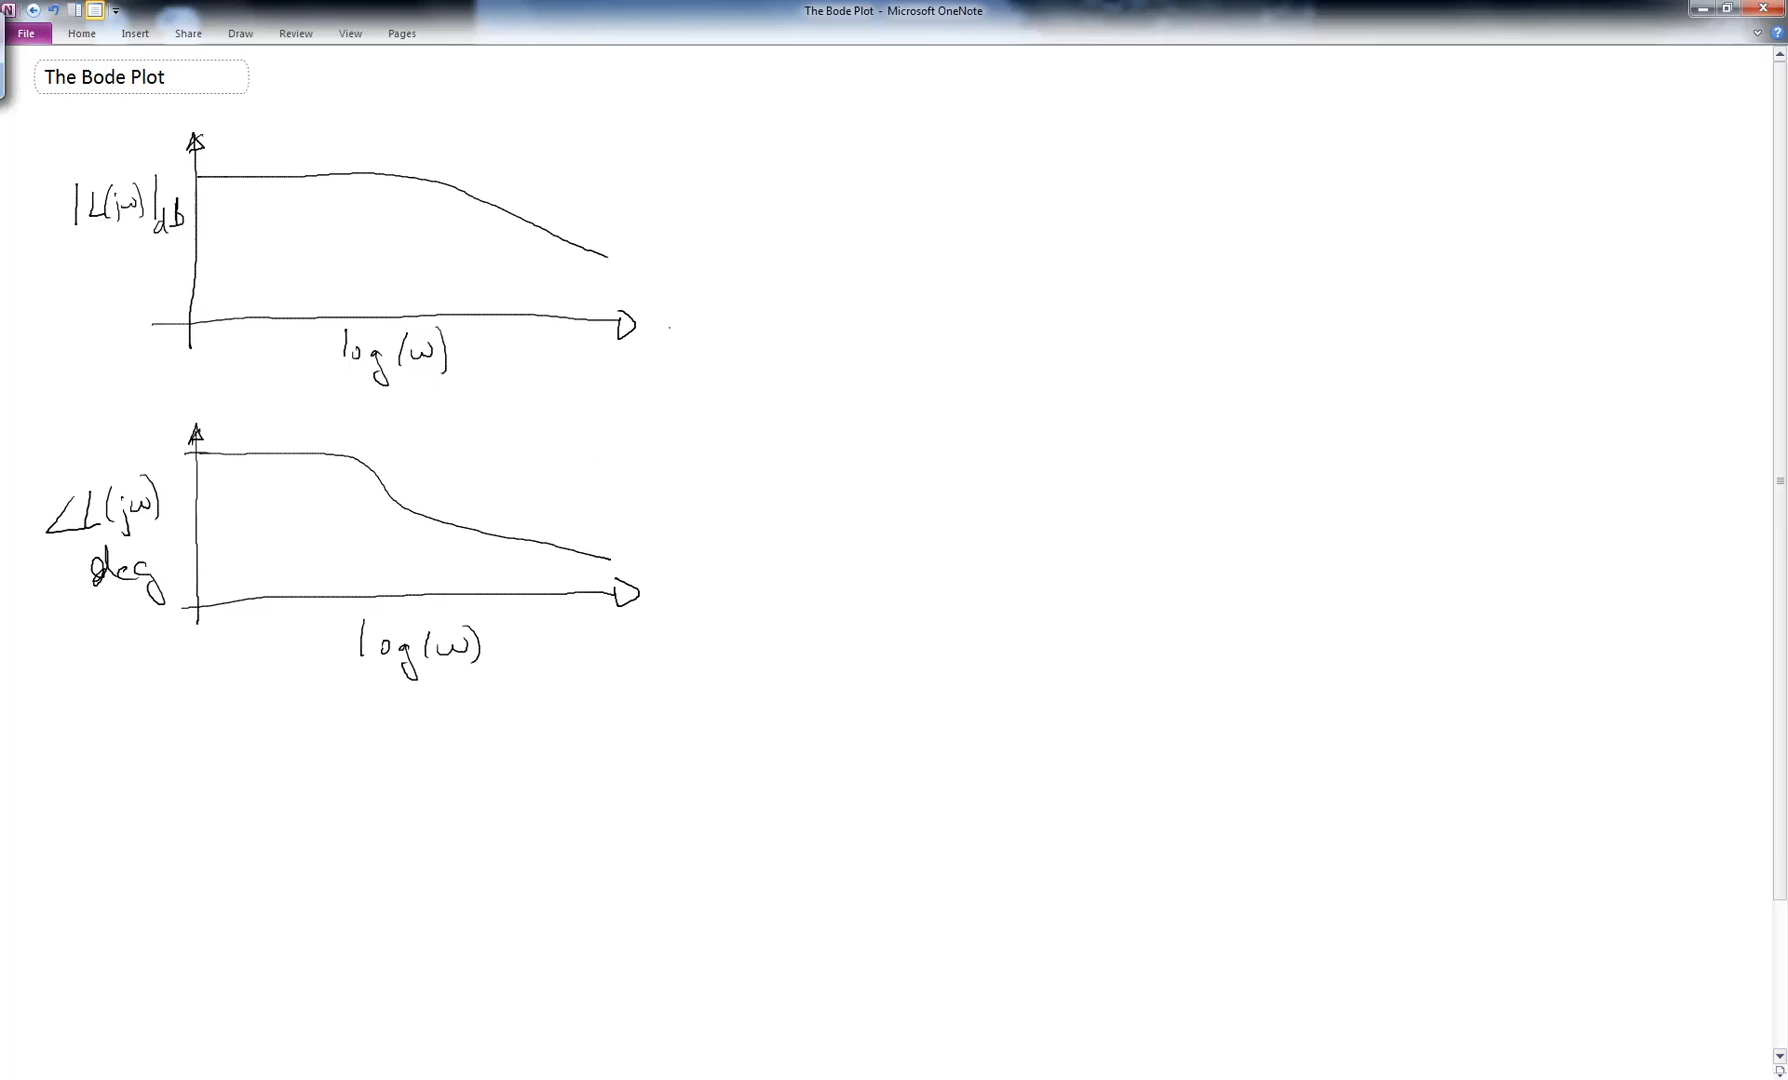 The Bode Plot - Microsoft OneNote
File Home Insert Share Draw Review View Pages
The Bode Plot
|L(jω)|db
log(ω)
∠L(jω)
deg
log(ω)